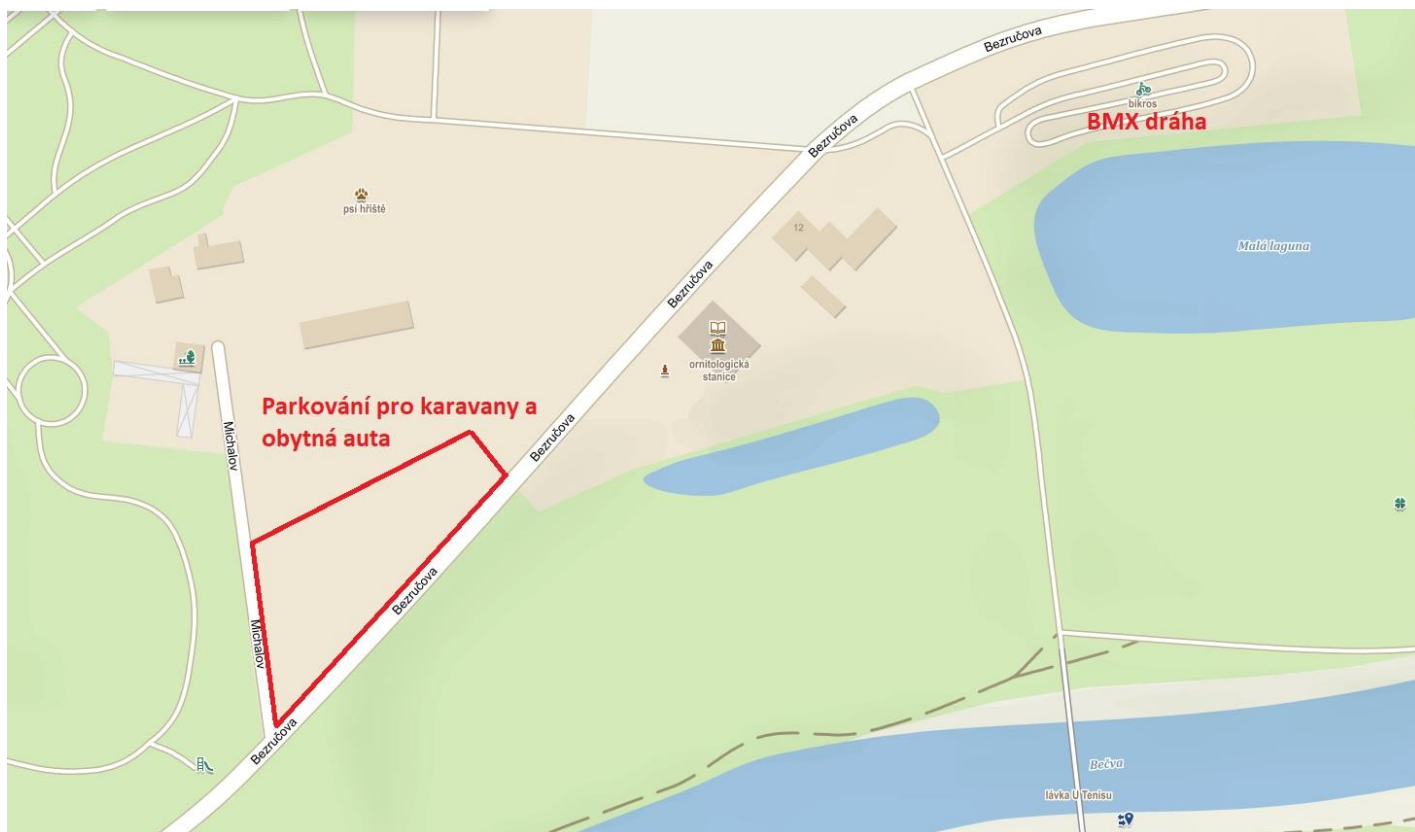 Bezručova
bikros
BMX dráha
Bezručova
psí hřiště
12
Malá laguna
Bezručova
ornitologická
stanice
Parkování pro karavany a
obytná auta
Michalov
Bezručova
Bezručova
Michalov
Bezručova
Bečva
lávka U Tenisu